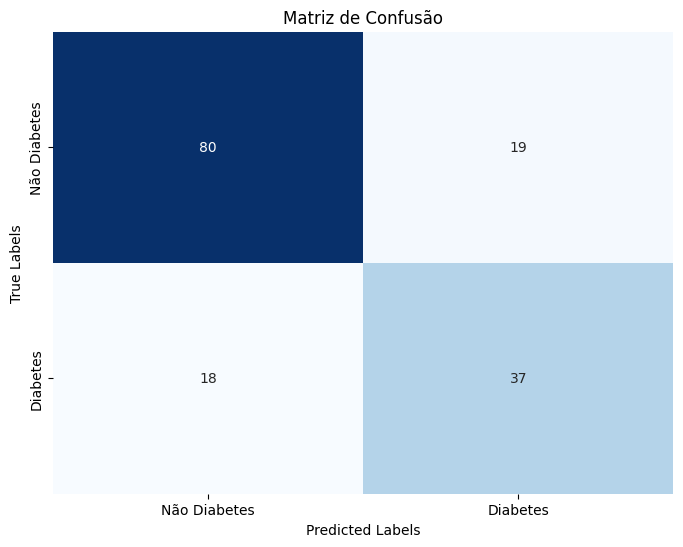 Matriz de Confusão
True Labels
Não Diabetes
80
19
Diabetes
18
37
Não Diabetes
Diabetes
Predicted Labels